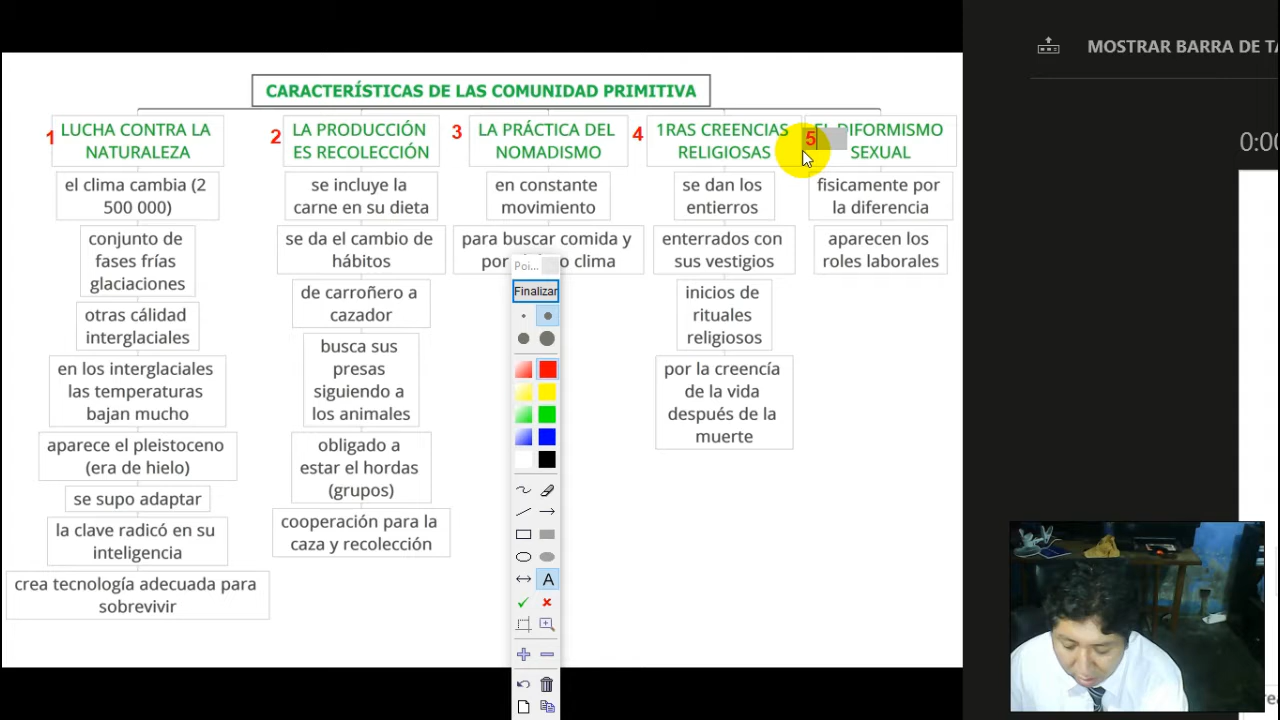 CARACTERÍSTICAS DE LAS COMUNIDAD PRIMITIVA
1
LUCHA CONTRA LA
NATURALEZA
el clima cambia (2
500 000)
conjunto de
fases frías
glaciaciones
otras cálidad
interglaciales
en los interglaciales
las temperaturas
bajan mucho
aparece el pleistoceno
(era de hielo)
se supo adaptar
la clave radicó en su
inteligencia
crea tecnología adecuada para
sobrevivir
2
LA PRODUCCIÓN
ES RECOLECCIÓN
se incluye la
carne en su dieta
se da el cambio de
hábitos
de carroñero a
cazador
busca sus
presas
siguiendo a
los animales
obligado a
estar el hordas
(grupos)
cooperación para la
caza y recolección
3
LA PRÁCTICA DEL
NOMADISMO
en constante
movimiento
para buscar comida y
clima
4
1RAS CREENCIAS
RELIGIOSAS
se dan los
entierros
enterrados con
sus vestigios
inicios de
rituales
religiosos
por la creencía
de la vida
después de la
muerte
5
EL DIFORMISMO
SEXUAL
fisicamente por
la diferencia
aparecen los
roles laborales
Poi...
Finalizar
A
MOSTRAR BARRA DE